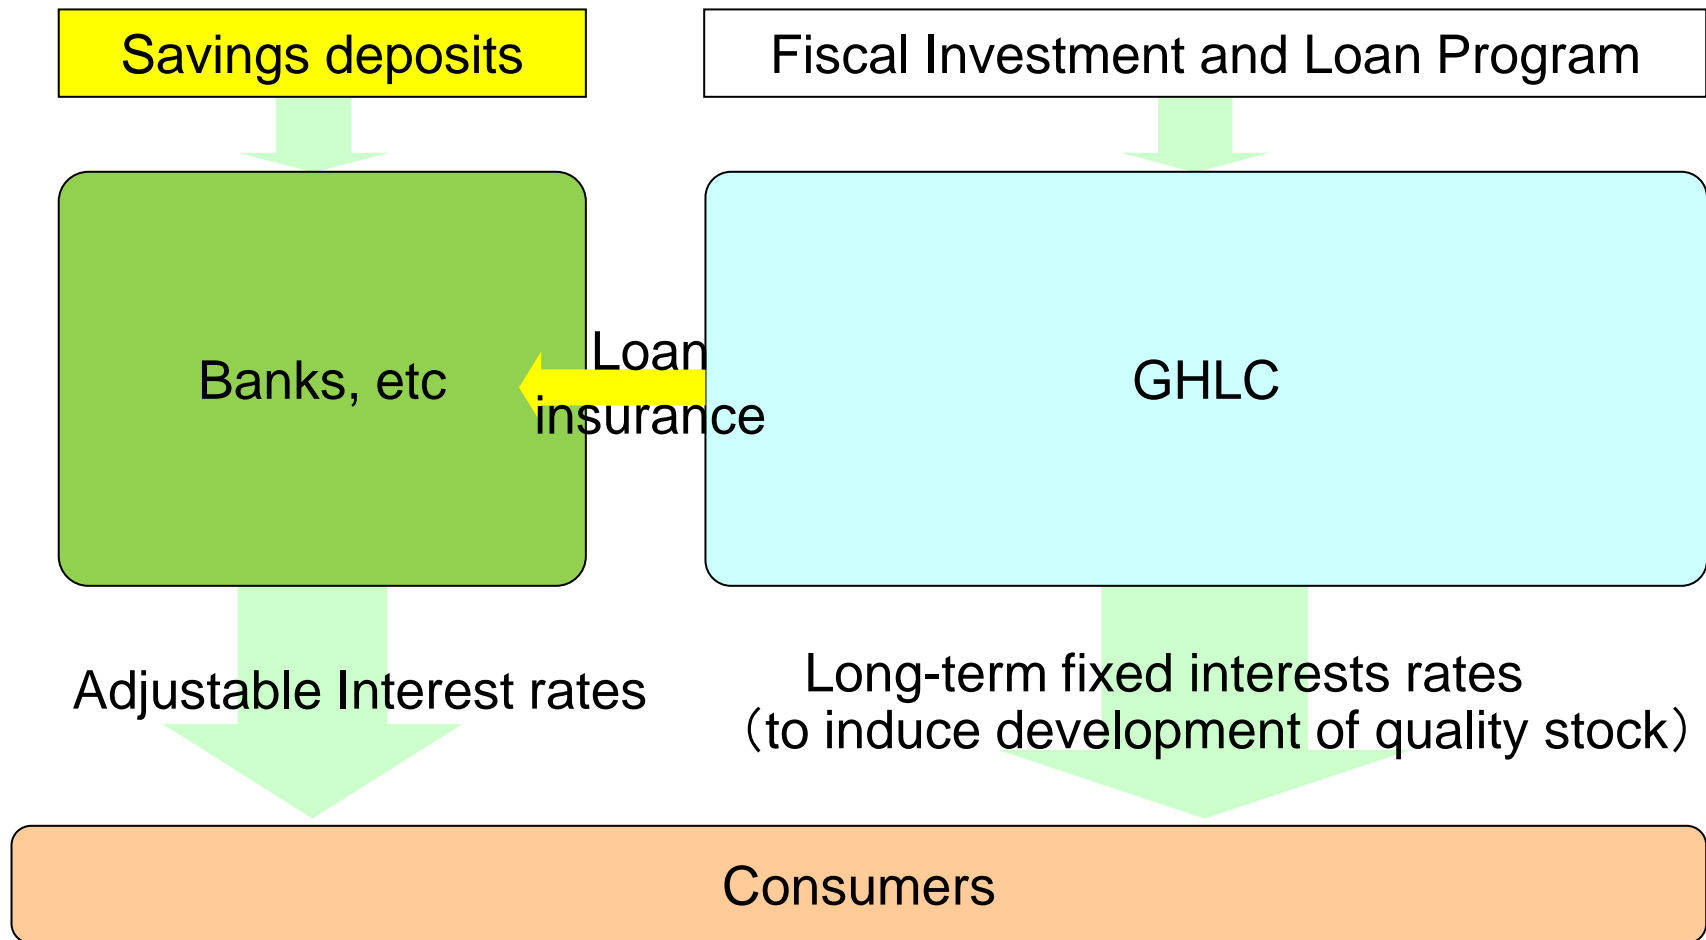 Savings deposits
Fiscal Investment and Loan Program
Banks, etc
Loan
insurance
GHLC
Adjustable Interest rates
Long-term fixed interests rates
（to induce development of quality stock）
Consumers